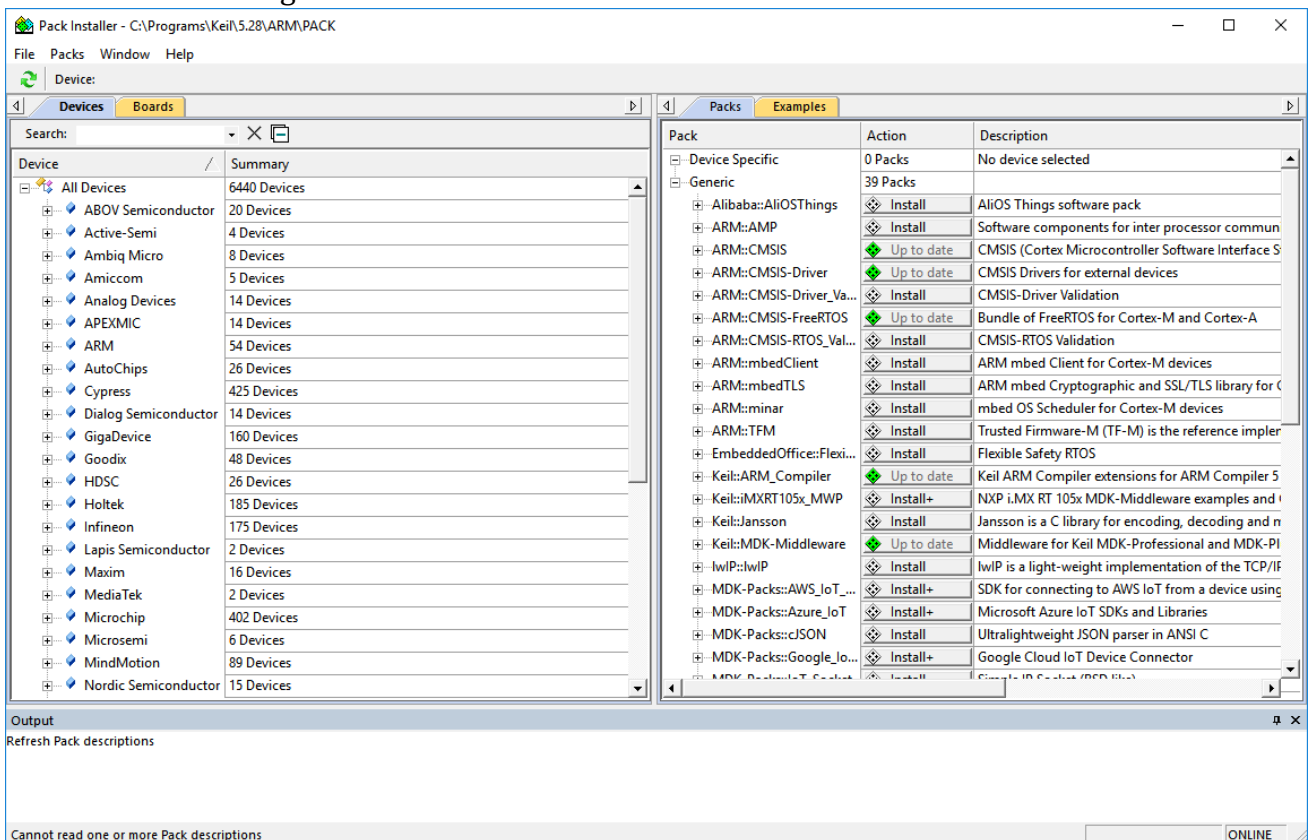 Pack Installer - C:\Programs\Keil\5.28\ARM\PACK
File Packs Window Help
Device:
Devices Boards
Search:
Device Summary
All Devices 6440 Devices
ABOV Semiconductor 20 Devices
Active-Semi 4 Devices
Ambiq Micro 8 Devices
Amiccom 5 Devices
Analog Devices 14 Devices
APEXMIC 14 Devices
ARM 54 Devices
AutoChips 26 Devices
Cypress 425 Devices
Dialog Semiconductor 14 Devices
GigaDevice 160 Devices
Goodix 48 Devices
HDSC 26 Devices
Holtek 185 Devices
Infineon 175 Devices
Lapis Semiconductor 2 Devices
Maxim 16 Devices
MediaTek 2 Devices
Microchip 402 Devices
Microsemi 6 Devices
MindMotion 89 Devices
Nordic Semiconductor 15 Devices
Packs Examples
Pack Action Description
Device Specific 0 Packs No device selected
Generic 39 Packs
Alibaba::AliOSThings Install AliOS Things software pack
ARM::AMP Install Software components for inter processor commun
ARM::CMSIS Up to date CMSIS (Cortex Microcontroller Software Interface S
ARM::CMSIS-Driver Up to date CMSIS Drivers for external devices
ARM::CMSIS-Driver_Va... Install CMSIS-Driver Validation
ARM::CMSIS-FreeRTOS Up to date Bundle of FreeRTOS for Cortex-M and Cortex-A
ARM::CMSIS-RTOS_Val... Install CMSIS-RTOS Validation
ARM::mbedClient Install ARM mbed Client for Cortex-M devices
ARM::mbedTLS Install ARM mbed Cryptographic and SSL/TLS library for
ARM::minar Install mbed OS Scheduler for Cortex-M devices
ARM::TFM Install Trusted Firmware-M (TF-M) is the reference impler
EmbeddedOffice::Flexi... Install Flexible Safety RTOS
Keil::ARM_Compiler Up to date Keil ARM Compiler extensions for ARM Compiler 5
Keil::iMXRT105x_MWP Install+ NXP i.MX RT 105x MDK-Middleware examples and
Keil::Jansson Install Jansson is a C library for encoding, decoding and
Keil::MDK-Middleware Up to date Middleware for Keil MDK-Professional and MDK-Pl
lwIP::lwIP Install lwIP is a light-weight implementation of the TCP/IP
MDK-Packs::AWS_IoT_... Install+ SDK for connecting to AWS IoT from a device using
MDK-Packs::Azure_IoT Install+ Microsoft Azure IoT SDKs and Libraries
MDK-Packs::cJSON Install Ultralightweight JSON parser in ANSI C
MDK-Packs::Google_Io... Install+ Google Cloud IoT Device Connector
MDK-Packs::IoT_Socket Install Simple IP Socket (BSD like)
Output
Refresh Pack descriptions
Cannot read one or more Pack descriptions
ONLINE